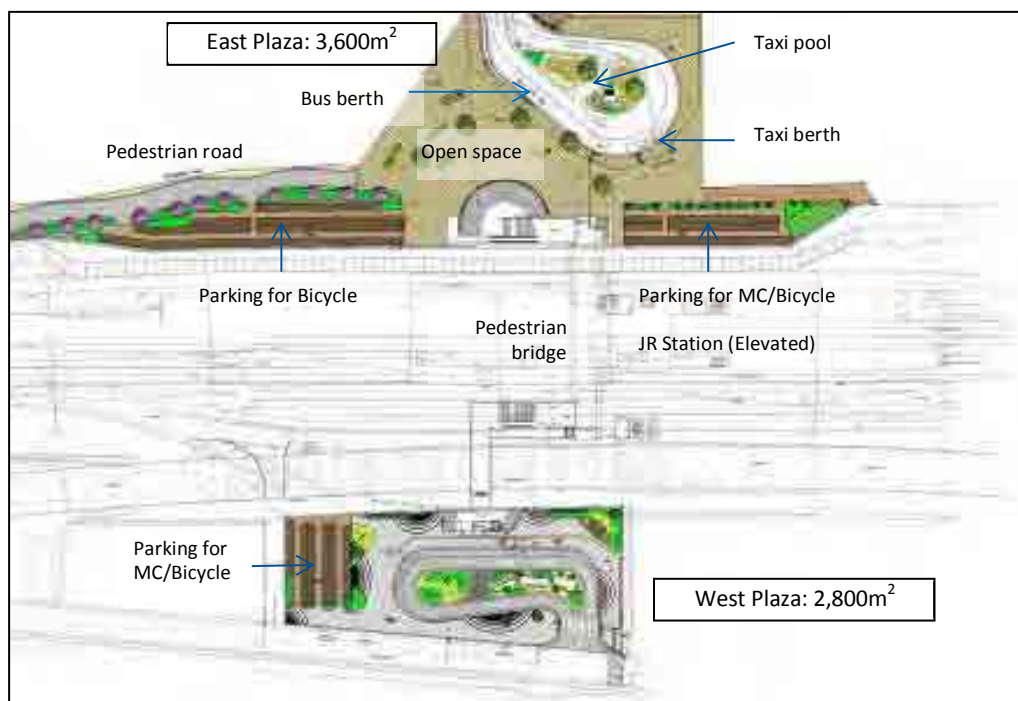 East Plaza: 3,600m²
Taxi pool
Bus berth
Taxi berth
Pedestrian road
Open space
Parking for Bicycle
Parking for MC/Bicycle
Pedestrian
bridge
JR Station (Elevated)
Parking for
MC/Bicycle
West Plaza: 2,800m²